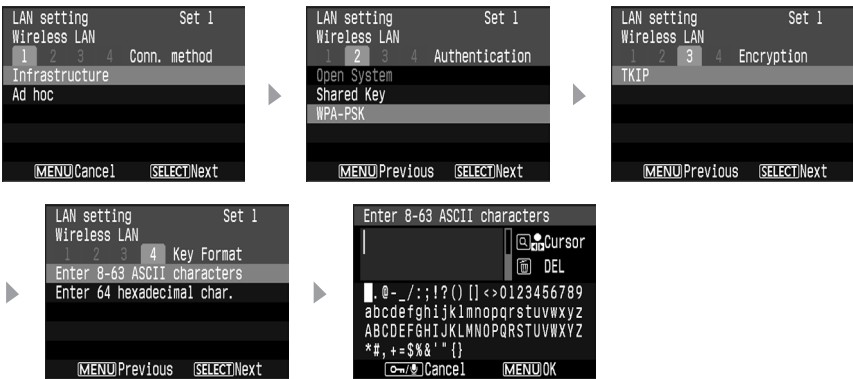 LAN setting Set 1
Wireless LAN
1 2 3 4 Conn. method
Infrastructure
Ad hoc
MENU Cancel SELECT Next
LAN setting Set 1
Wireless LAN
1 2 3 4 Authentication
Open System
Shared Key
WPA-PSK
MENU Previous SELECT Next
LAN setting Set 1
Wireless LAN
1 2 3 4 Encryption
TKIP
MENU Previous SELECT Next
LAN setting Set 1
Wireless LAN
1 2 3 4 Key Format
Enter 8-63 ASCII characters
Enter 64 hexadecimal char.
MENU Previous SELECT Next
Enter 8-63 ASCII characters
Cursor
DEL
.@-_/:;!?()[]<>0123456789
abcdefghijklmnopqrstuvwxyz
ABCDEFGHIJKLMNOPQRSTUVWXYZ
*#,+=$%&'"{}
Cancel MENU OK